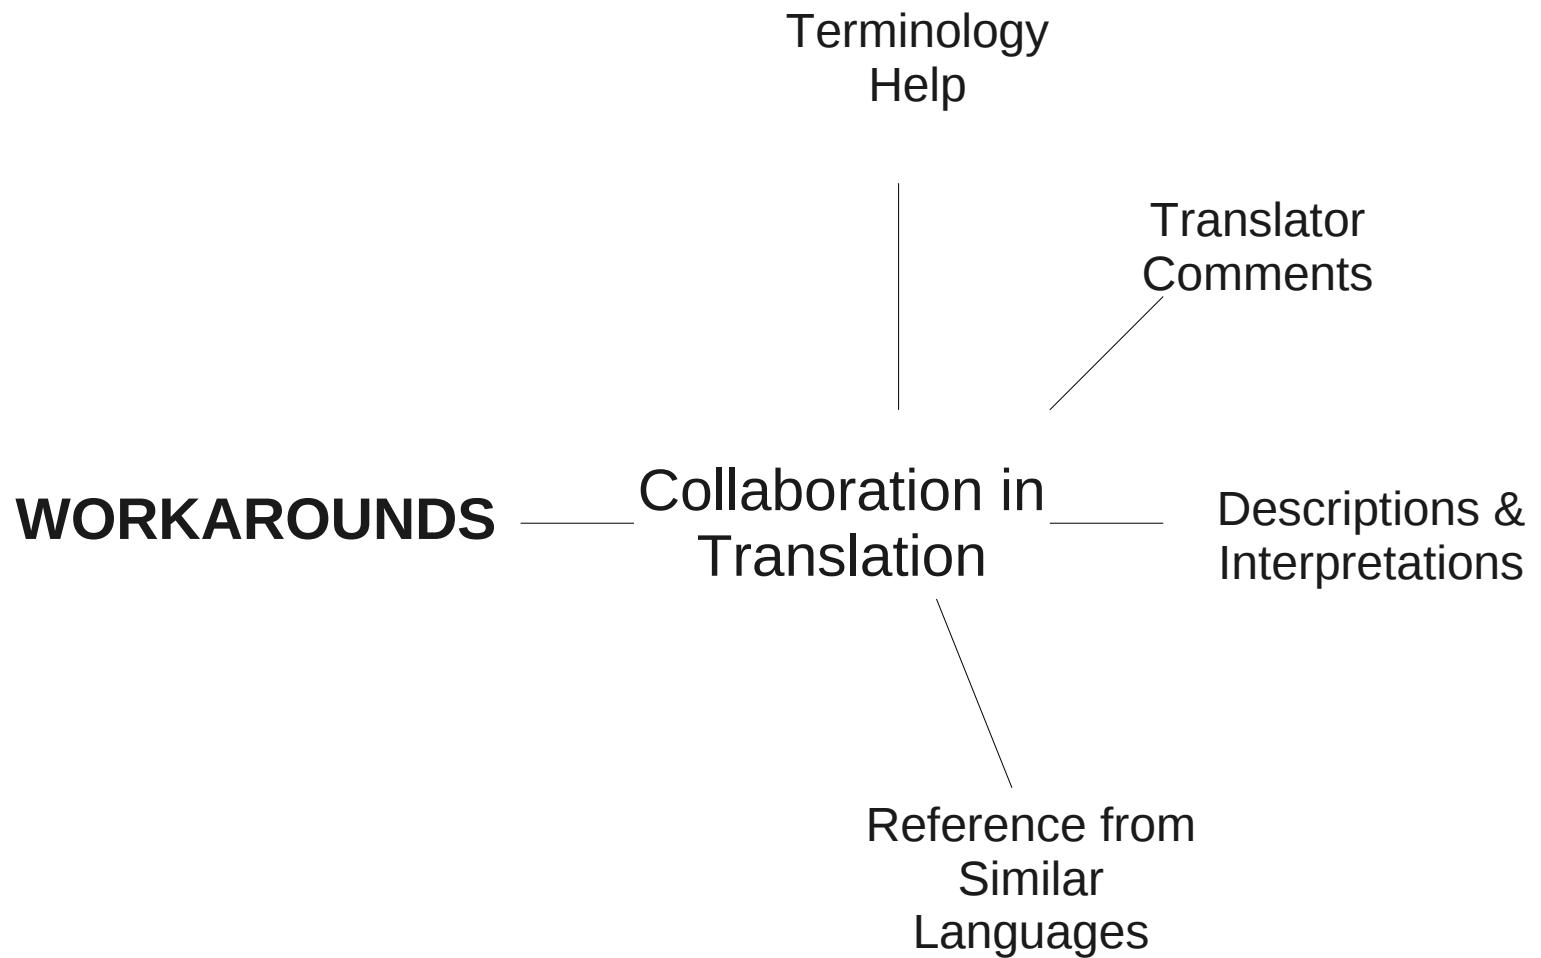 Terminology
Help
Translator
Comments
WORKAROUNDS
Collaboration in
Translation
Descriptions &
Interpretations
Reference from
Similar
Languages